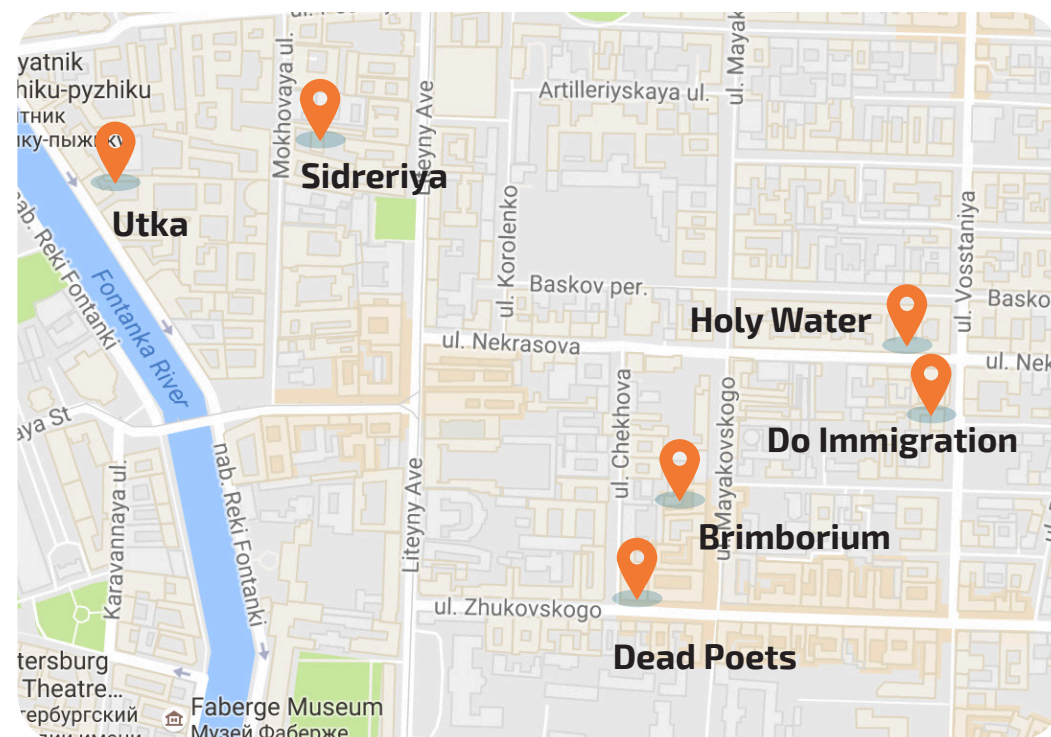 yatnik
hiku-pyzhiku
Mokhovaya ul.
Liteyny Ave
Artilleriyskaya ul.
Sidreriya
Utka
nab. Reki Fontanki
Fontanka River
ul. Korolenko
Baskov per.
ul. Vosstaniya
Basko
Holy Water
ul. Nekrasova
ul. Nek
Do Immigration
ul. Chekhova
ul. Mayakovskogo
Brimborium
aya St
Karavannaya ul.
nab. Reki Fontanki
Liteyny Ave
ul. Zhukovskogo
Dead Poets
tersburg
Theatre...
тербургский
Faberge Museum
Музей Фаберже
ul. Mayak